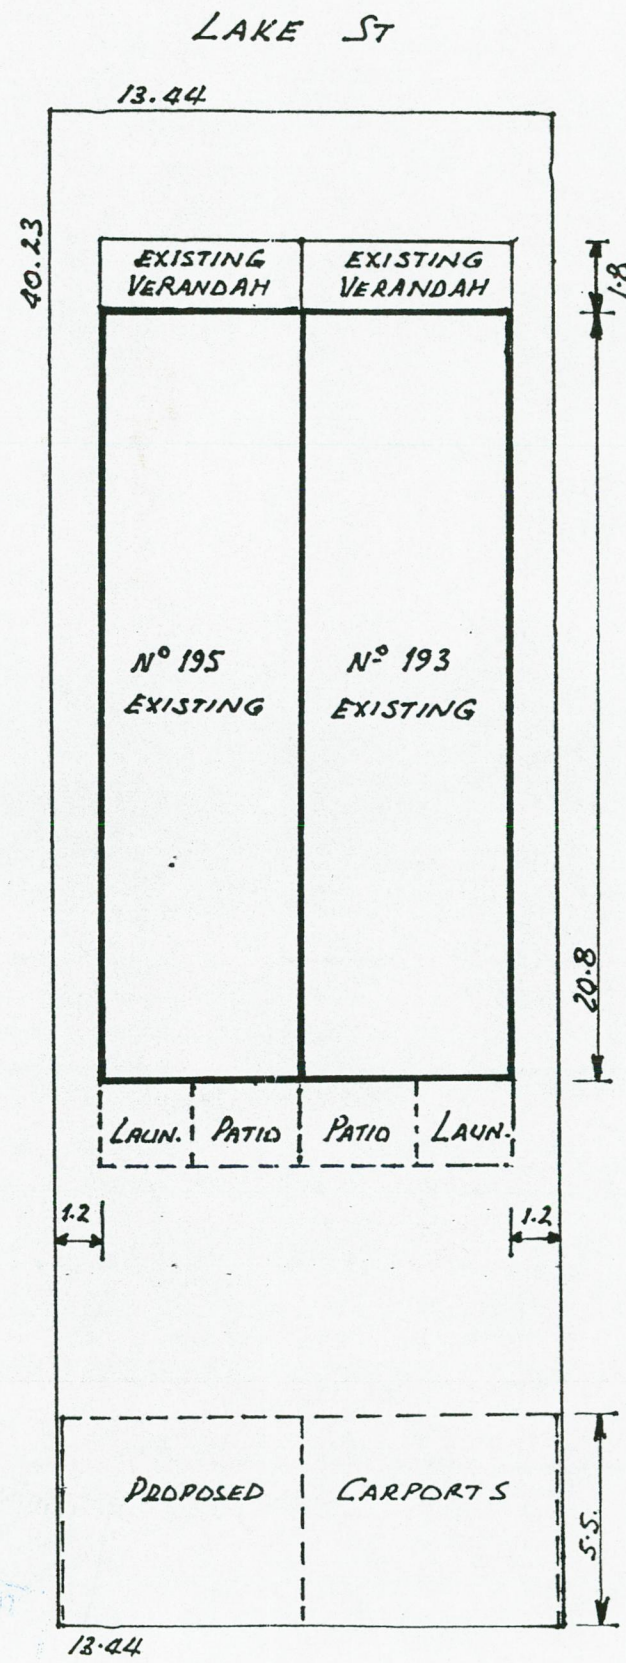 LAKE ST
13.44
40.23
EXISTING VERANDAH
EXISTING VERANDAH
1.8
Nº 195
EXISTING
Nº 193
EXISTING
20.8
LAUN.
PATIO
PATIO
LAUN.
1.2
1.2
PROPOSED
CARPORTS
5.5.
13.44